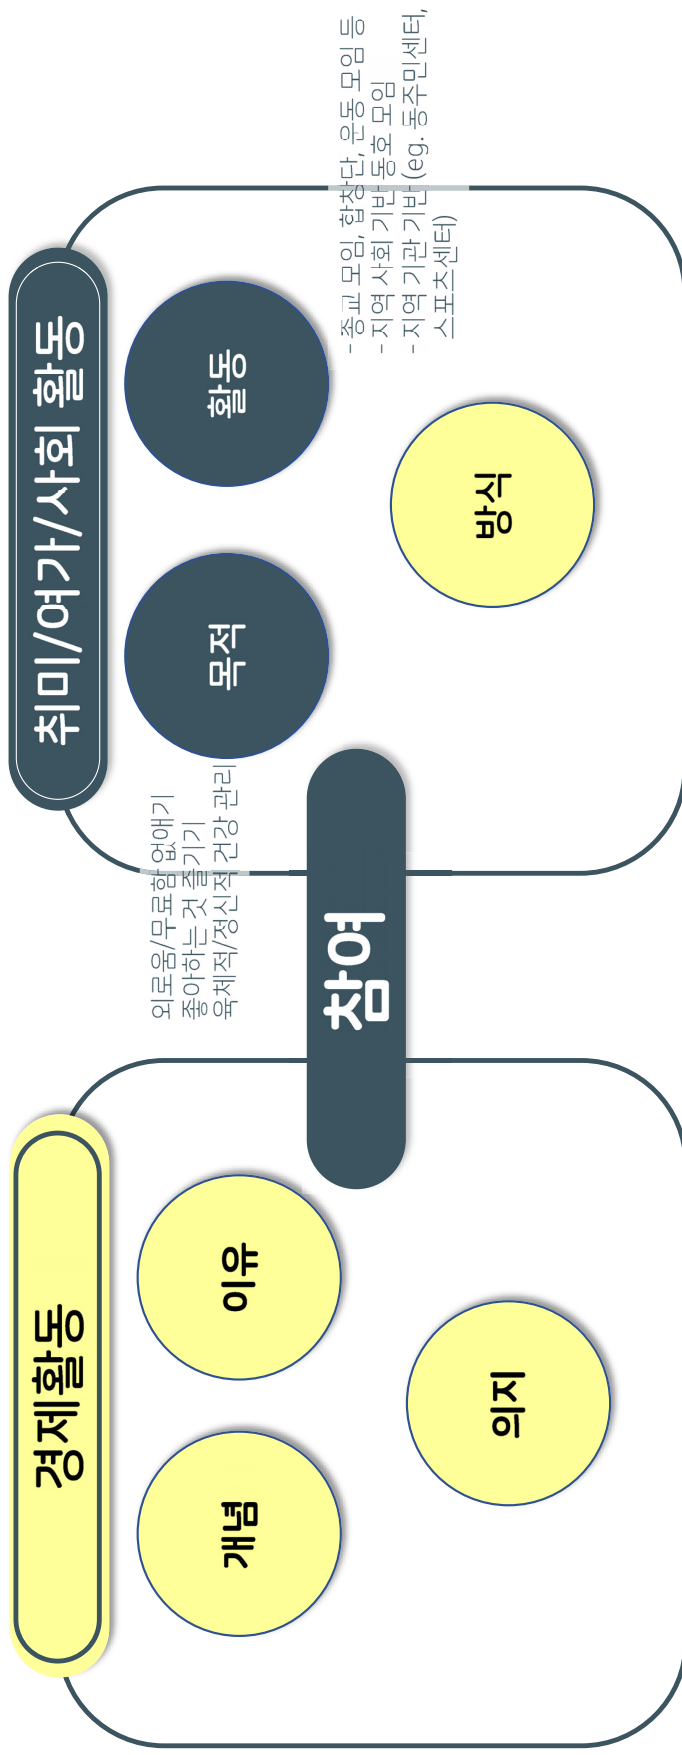 경제활동
개념
이유
의지
참여
취미/여가/사회 활동
목적
외로움/무료함 없애기
좋아하는 것 즐기기
육체적/정신적 건강 관리
활동
방식
- 종교 모임, 합창단, 운동 모임 등
- 지역 사회 기반 동호 모임
- 지역 기관 기반 (eg. 동주민센터,
스포츠센터)